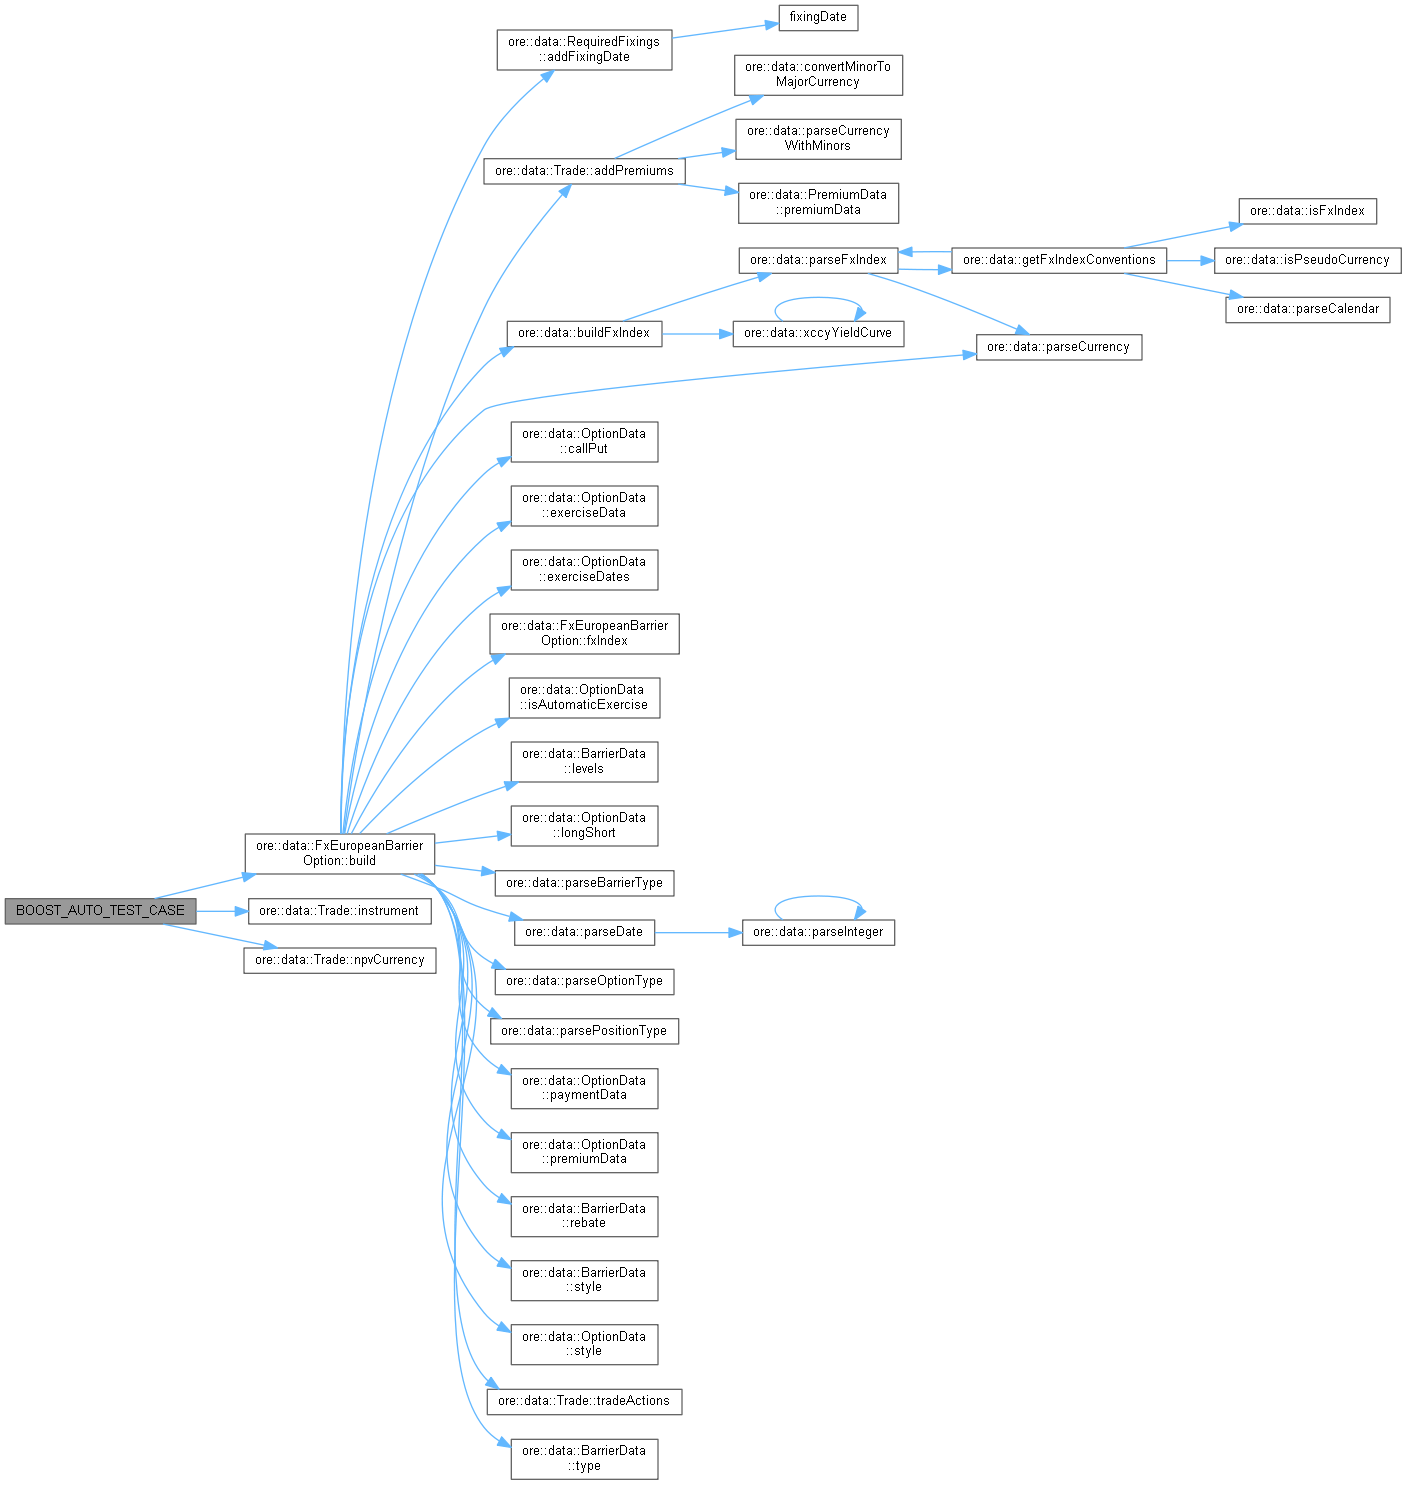 fixingDate
ore::data::RequiredFixings
::addFixingDate
ore::data::convertMinorTo
MajorCurrency
ore::data::parseCurrency
WithMinors
ore::data::Trade::addPremiums
ore::data::PremiumData
::premiumData
ore::data::isFxIndex
ore::data::parseFxIndex
ore::data::getFxIndexConventions
ore::data::isPseudoCurrency
ore::data::parseCalendar
ore::data::buildFxIndex
ore::data::xccyYieldCurve
ore::data::parseCurrency
ore::data::OptionData
::callPut
ore::data::OptionData
::exerciseData
ore::data::OptionData
::exerciseDates
ore::data::FxEuropeanBarrier
Option::fxIndex
ore::data::OptionData
::isAutomaticExercise
ore::data::BarrierData
::levels
ore::data::OptionData
::longShort
ore::data::FxEuropeanBarrier
Option::build
ore::data::parseBarrierType
BOOST_AUTO_TEST_CASE
ore::data::Trade::instrument
ore::data::parseDate
ore::data::parseInteger
ore::data::Trade::npvCurrency
ore::data::parseOptionType
ore::data::parsePositionType
ore::data::OptionData
::paymentData
ore::data::OptionData
::premiumData
ore::data::BarrierData
::rebate
ore::data::BarrierData
::style
ore::data::OptionData
::style
ore::data::Trade::tradeActions
ore::data::BarrierData
::type